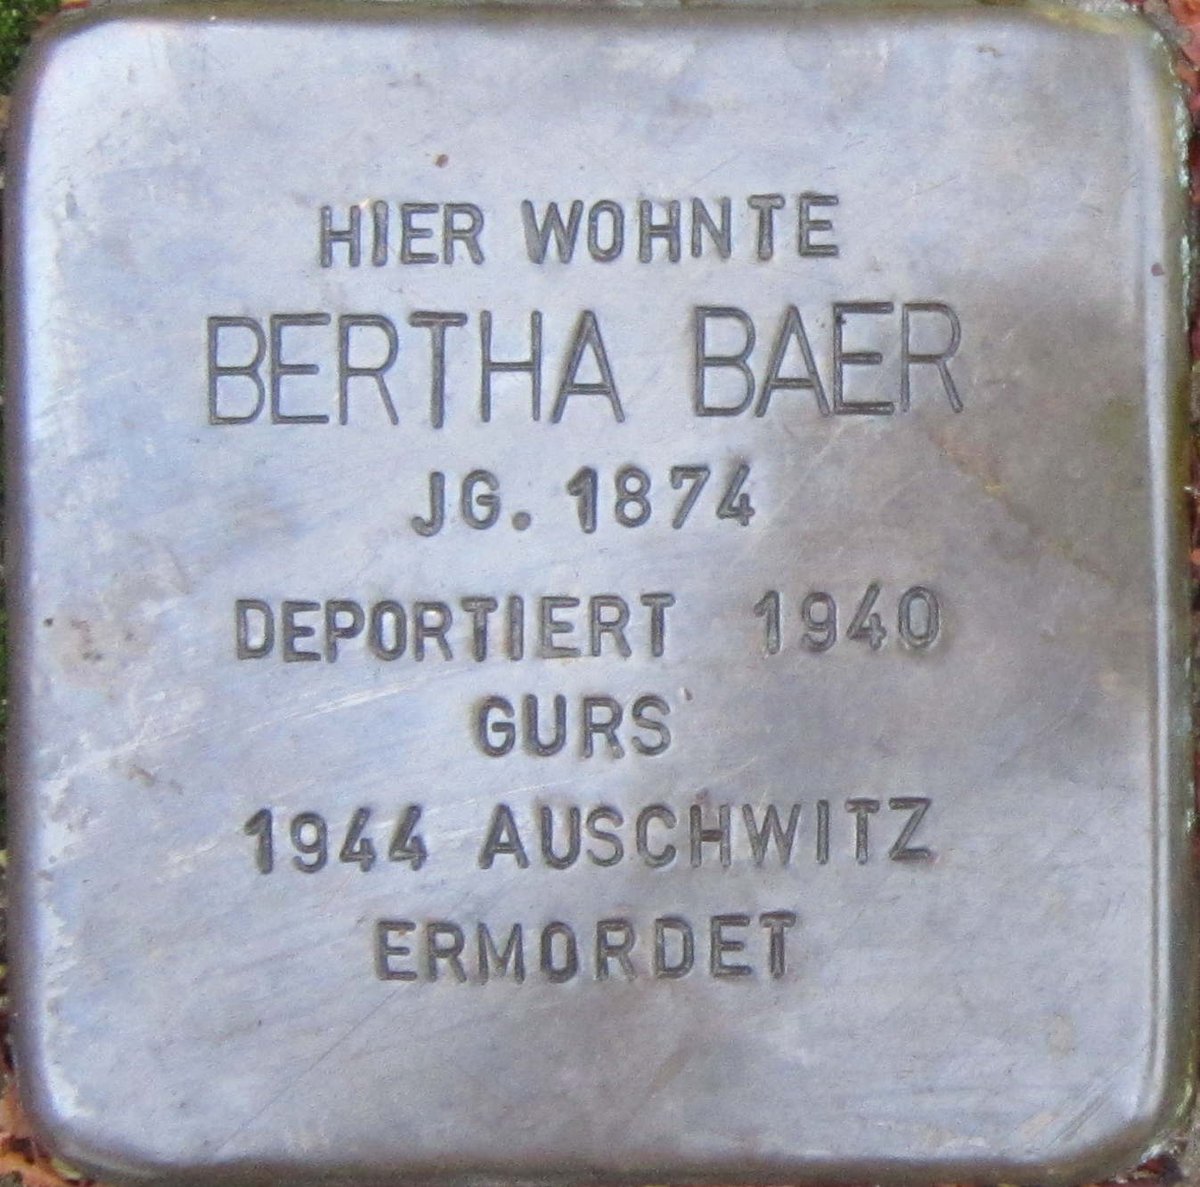 HIER WOHNTE
BERTHA BAER
JG. 1874
DEPORTIERT 1940
GURS
1944 AUSCHWITZ
ERMORDET